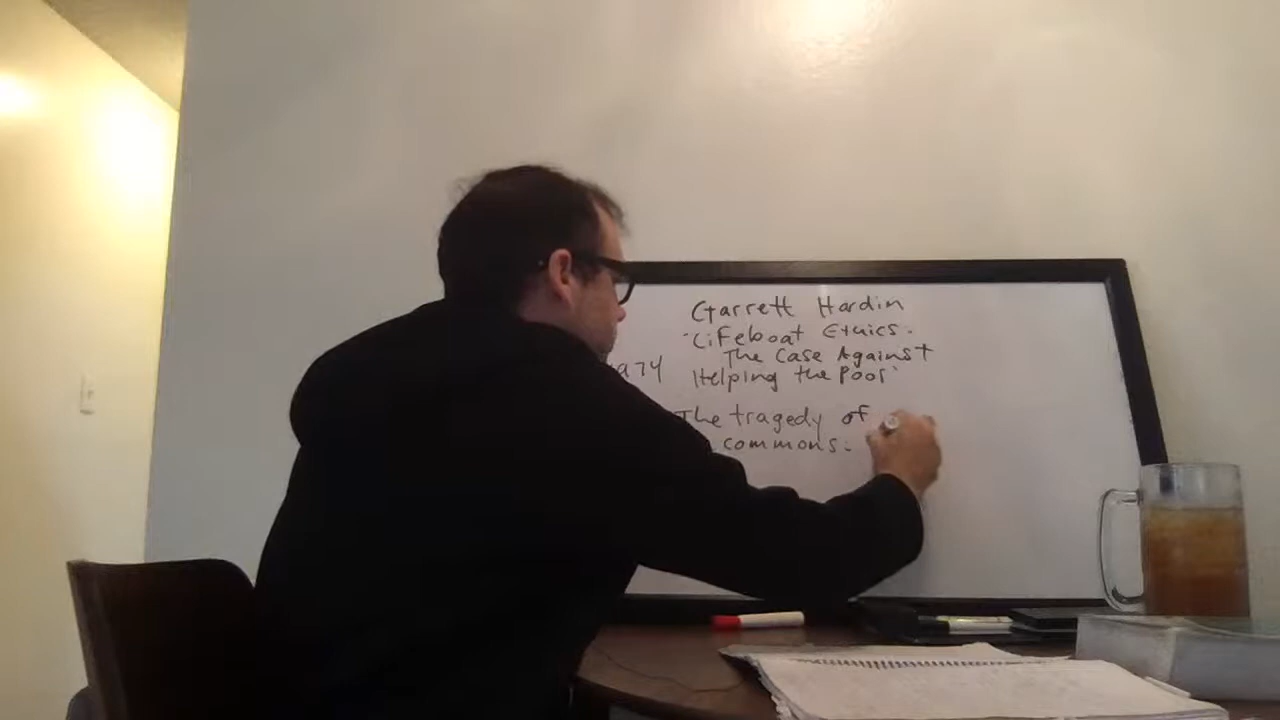 Garrett Hardin
"Lifeboat Ethics:
The Case Against
974
Helping the Poor"
The tragedy of
commons: